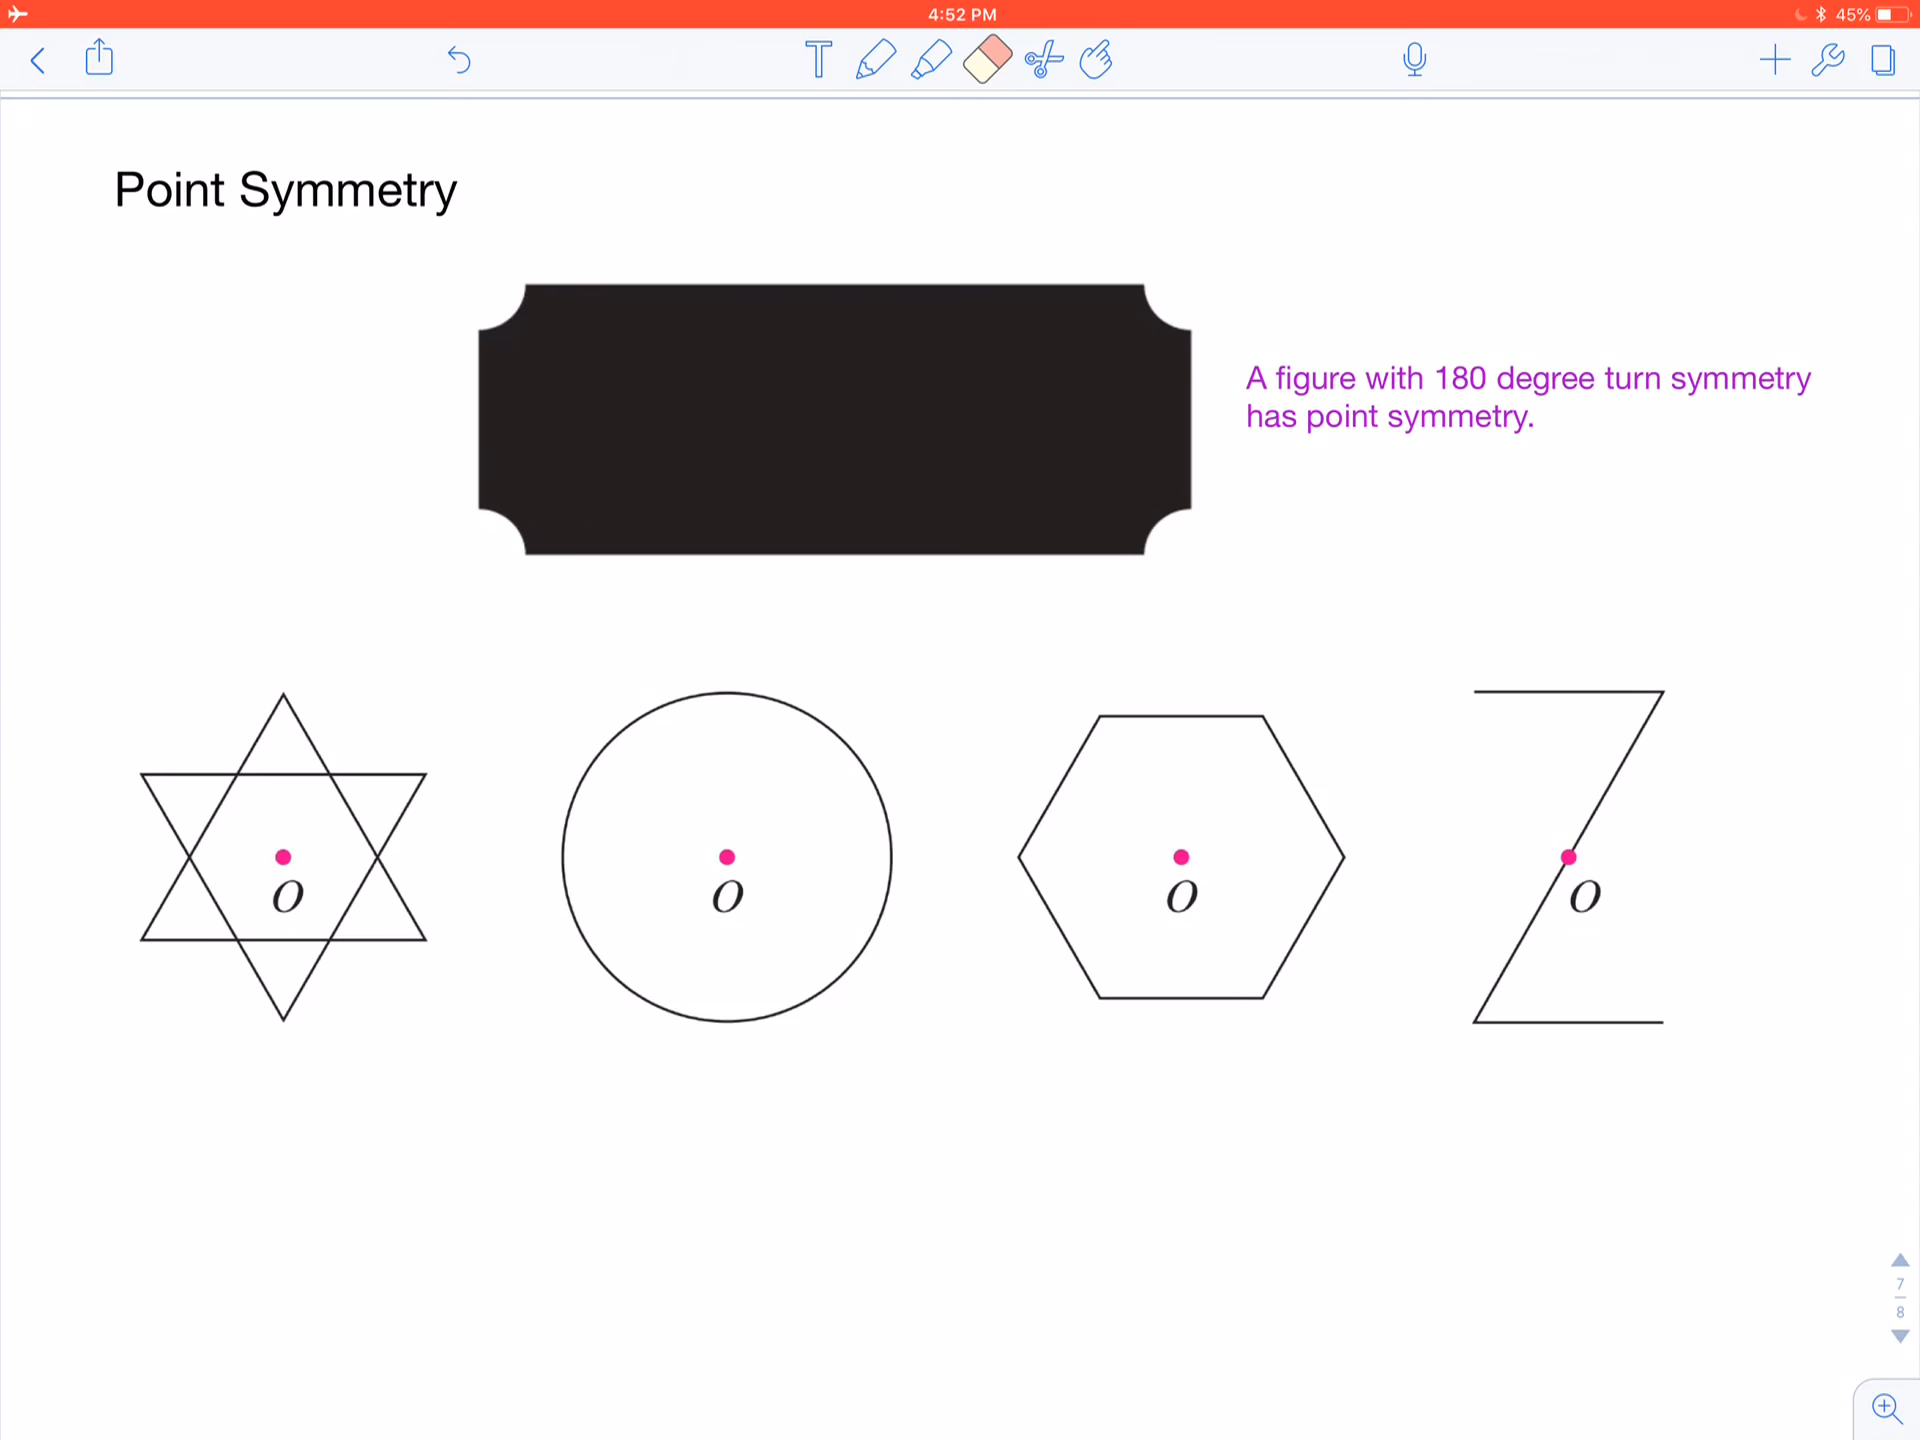 4:52 PM
45%
T
Point Symmetry
A figure with 180 degree turn symmetry
has point symmetry.
O
O
O
O
7
8